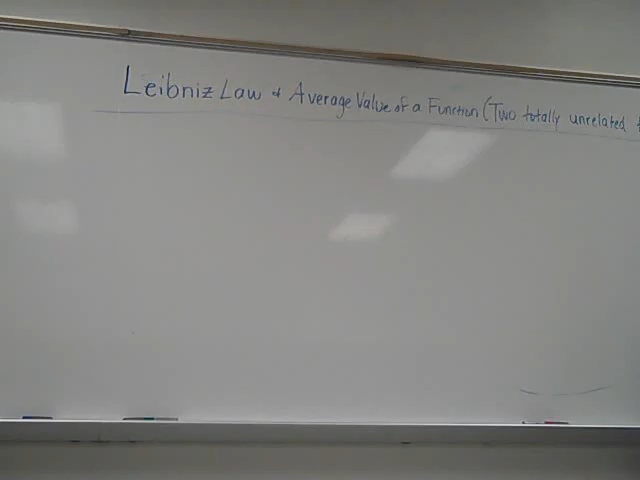 Leibniz Law & Average Value of a Function (Two totally unrelated